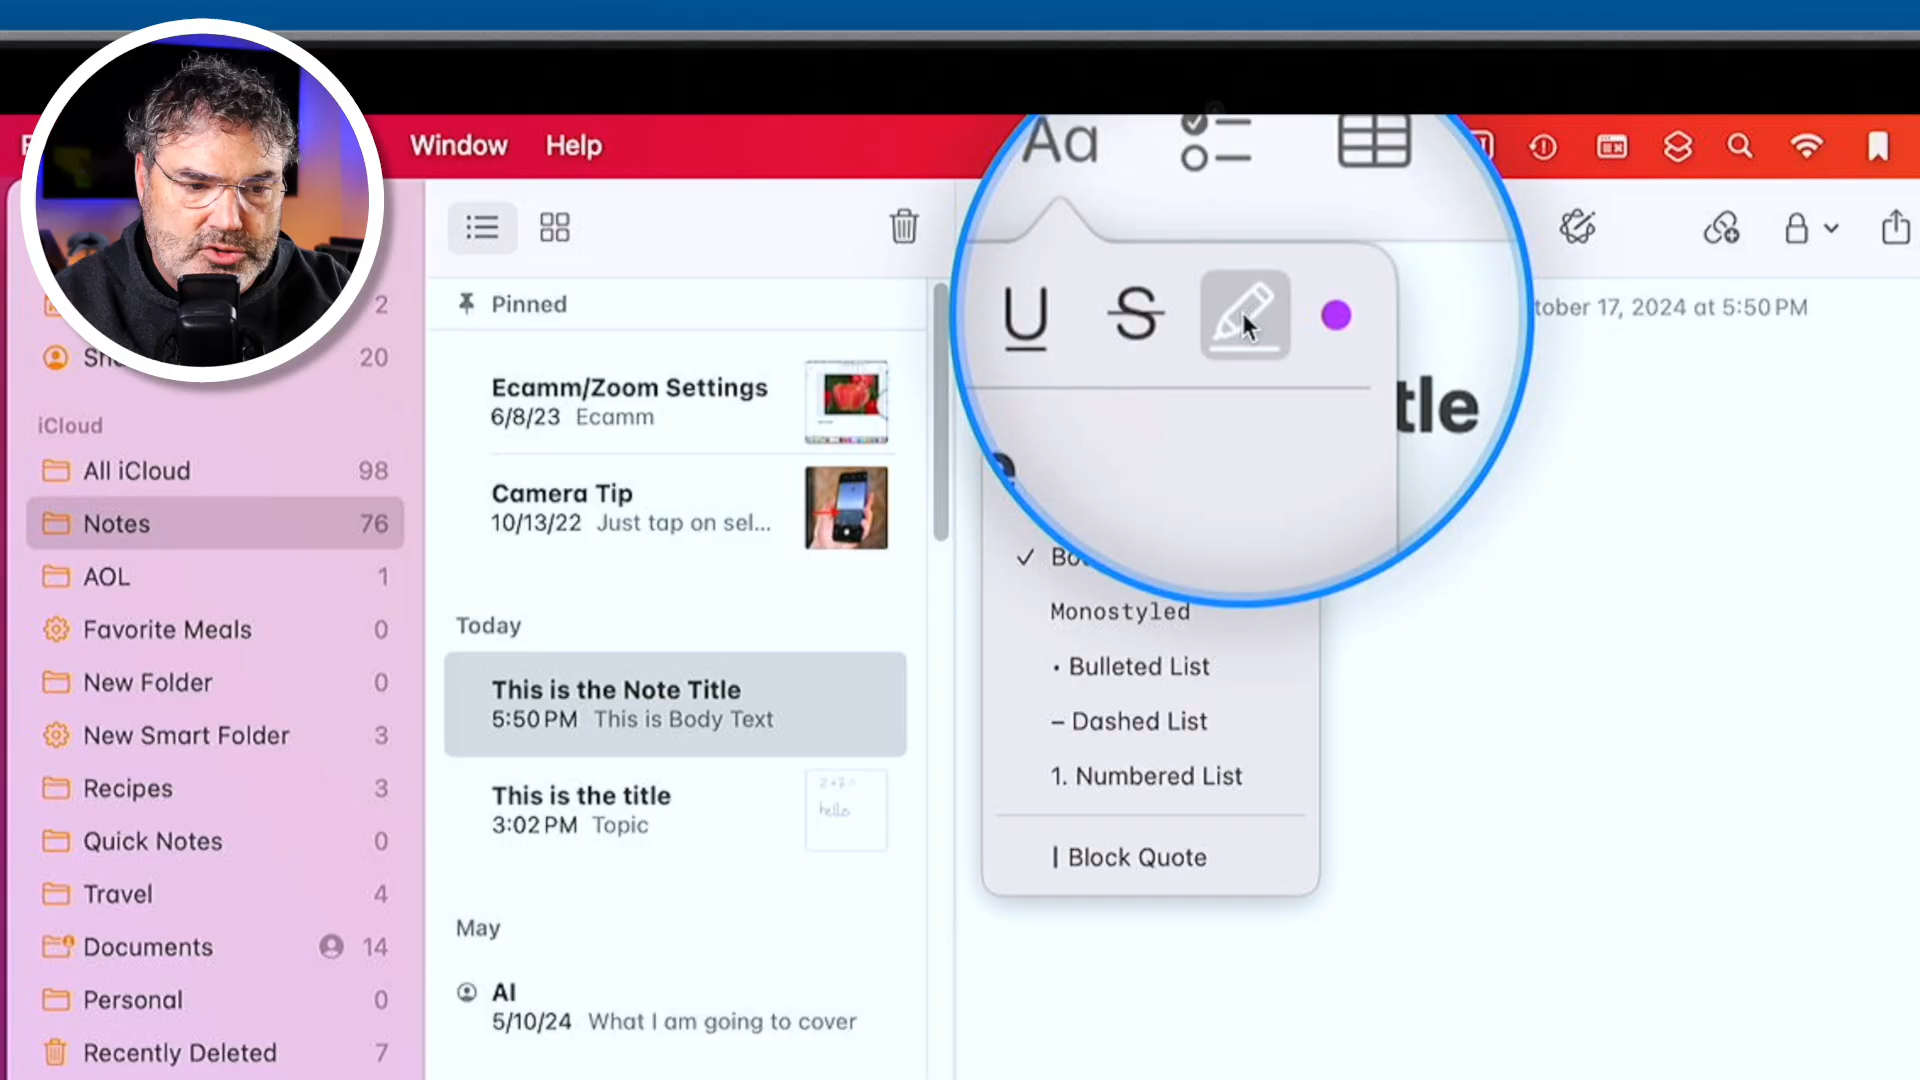 Window Help
Aa
2
Sh
20
iCloud
All iCloud 98
Notes 76
AOL 1
Favorite Meals 0
New Folder 0
New Smart Folder 3
Recipes 3
Quick Notes 0
Travel 4
Documents 14
Personal 0
Recently Deleted 7
Pinned
Ecamm/Zoom Settings
6/8/23 Ecamm
Camera Tip
10/13/22 Just tap on sel...
Today
This is the Note Title
5:50 PM This is Body Text
This is the title
3:02 PM Topic
2+2=
hello
May
AI
5/10/24 What I am going to cover
U S
tober 17, 2024 at 5:50 PM
tle
✓ Bo
Monostyled
• Bulleted List
– Dashed List
1. Numbered List
| Block Quote